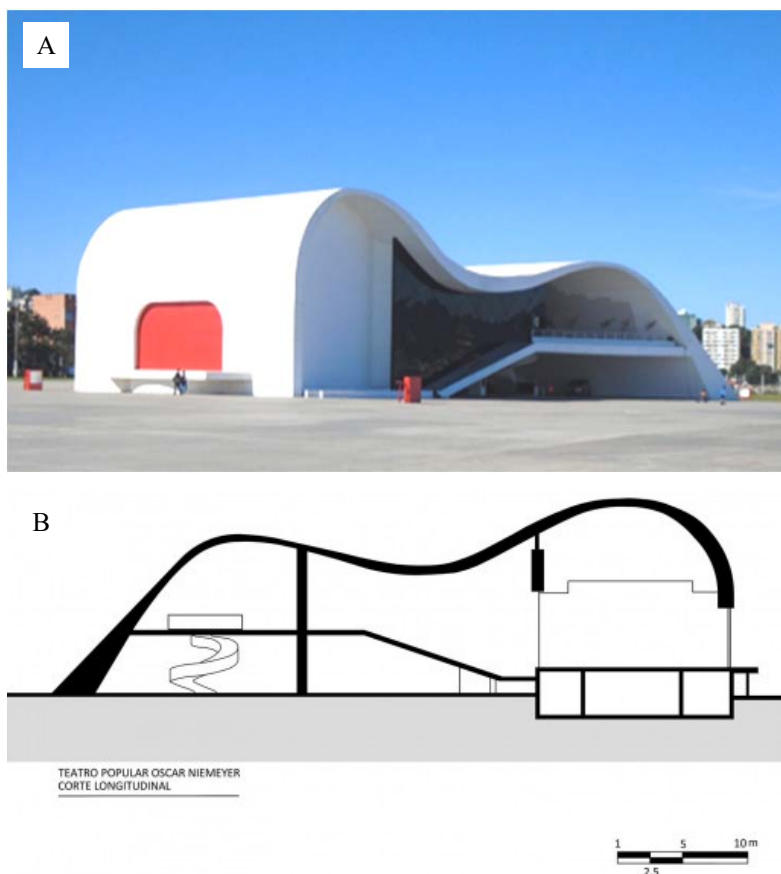 A
B
TEATRO POPULAR OSCAR NIEMEYER
CORTE LONGITUDINAL
1 5 10 m
2.5